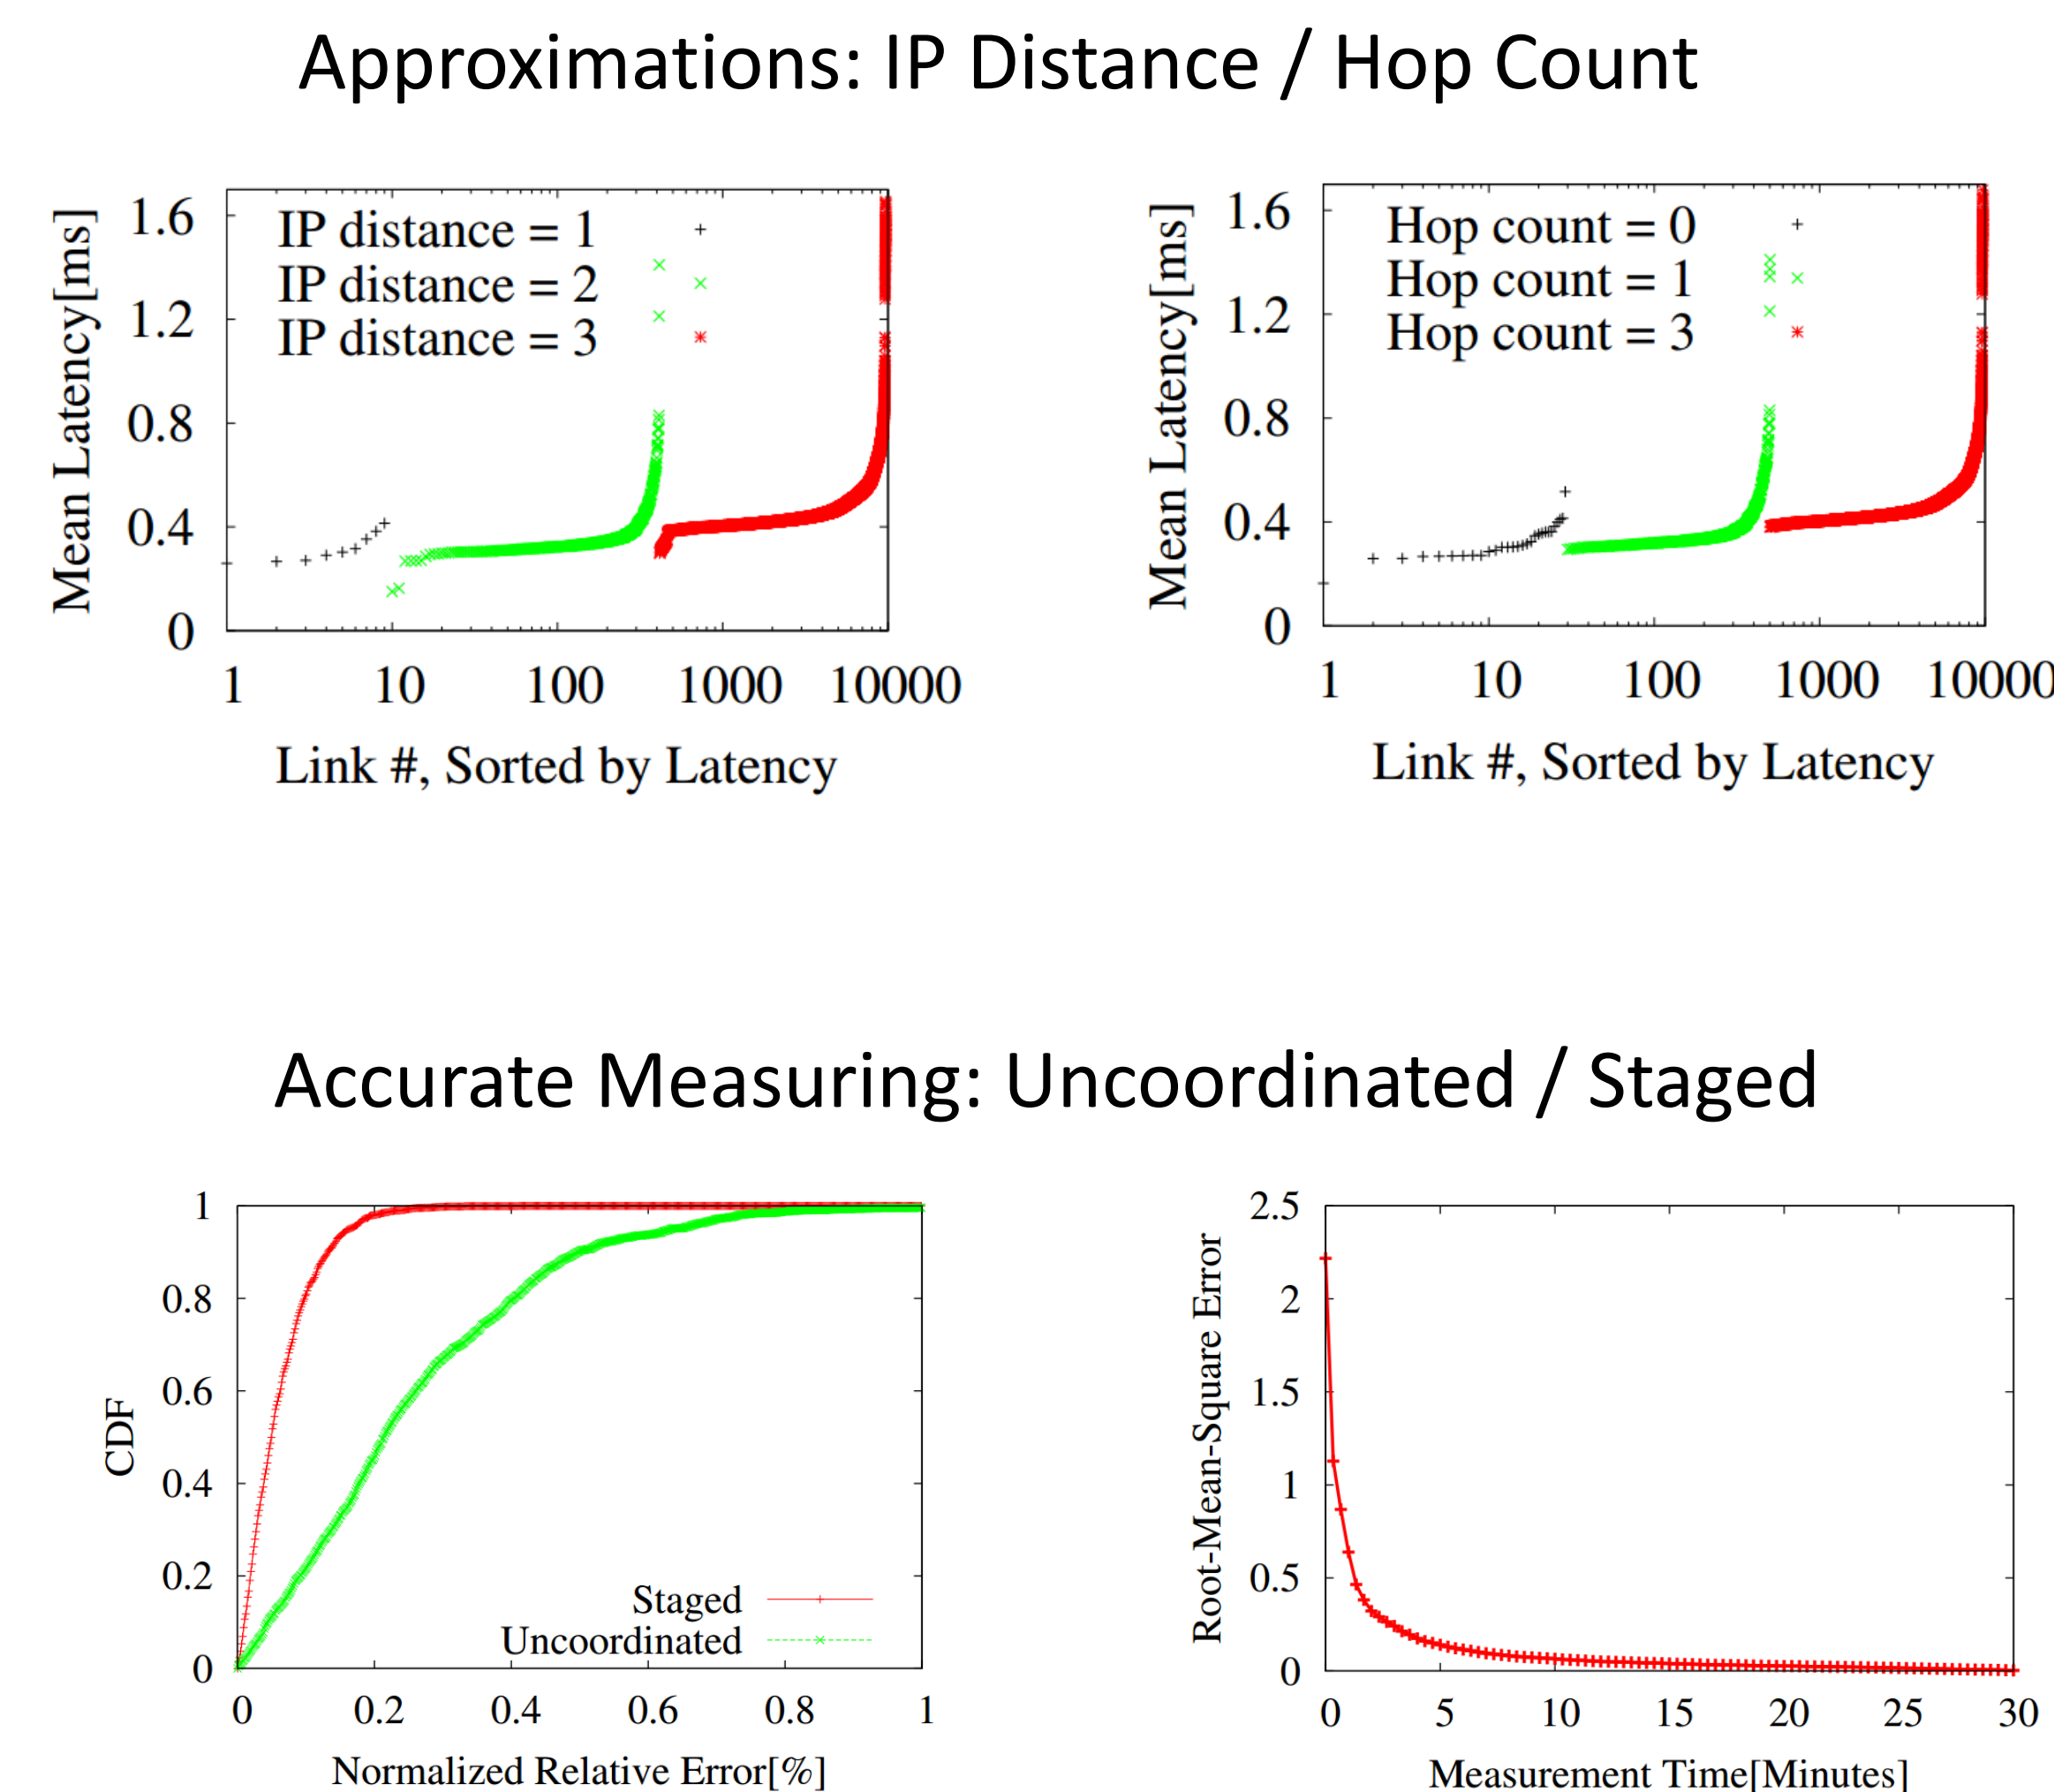 Approximations: IP Distance / Hop Count
Mean Latency[ms]
1.6
1.2
0.8
0.4
0
IP distance = 1
IP distance = 2
IP distance = 3
1 10 100 1000 10000
Link #, Sorted by Latency
Mean Latency[ms]
1.6
1.2
0.8
0.4
0
Hop count = 0
Hop count = 1
Hop count = 3
1 10 100 1000 10000
Link #, Sorted by Latency
Accurate Measuring: Uncoordinated / Staged
CDF
1
0.8
0.6
0.4
0.2
0
Staged
Uncoordinated
0 0.2 0.4 0.6 0.8 1
Normalized Relative Error[%]
Root-Mean-Square Error
2.5
2
1.5
1
0.5
0
0 5 10 15 20 25 30
Measurement Time[Minutes]